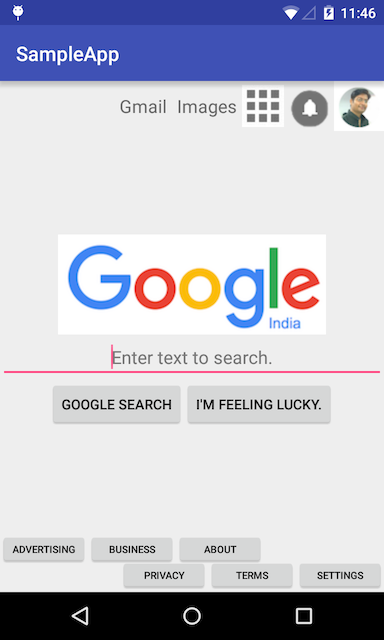 11:46
SampleApp
Gmail Images
Google
India
Enter text to search.
GOOGLE SEARCH I'M FEELING LUCKY.
ADVERTISING BUSINESS ABOUT
PRIVACY TERMS SETTINGS